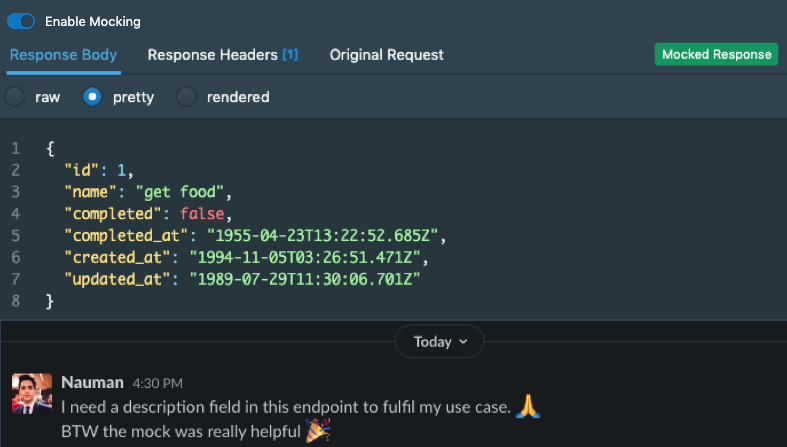 Enable Mocking
Response Body Response Headers [1] Original Request Mocked Response
raw pretty rendered
1 {
2 "id": 1,
3 "name": "get food",
4 "completed": false,
5 "completed_at": "1955-04-23T13:22:52.685Z",
6 "created_at": "1994-11-05T03:26:51.471Z",
7 "updated_at": "1989-07-29T11:30:06.701Z"
8 }
Today
Nauman 4:30 PM
I need a description field in this endpoint to fulfil my use case. 🙏
BTW the mock was really helpful 🎉